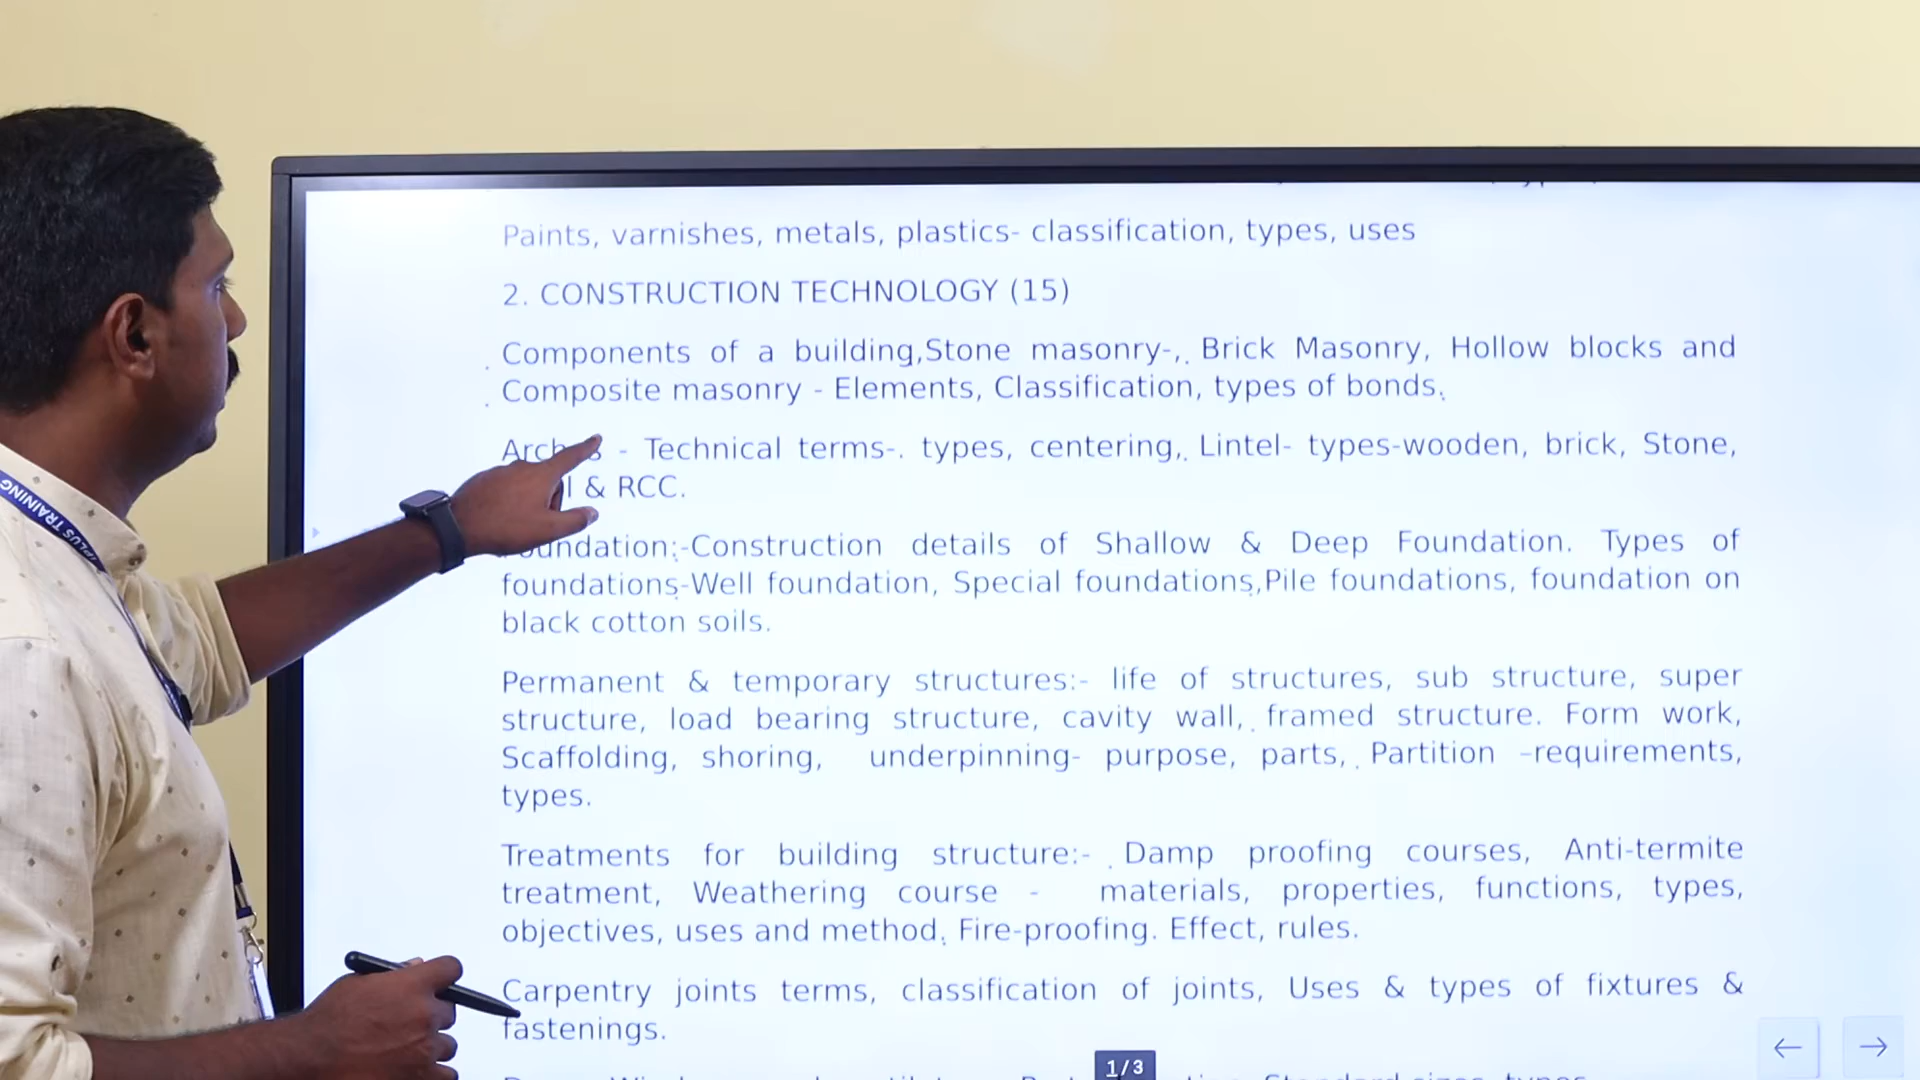 Paints, varnishes, metals, plastics- classification, types, uses
2. CONSTRUCTION TECHNOLOGY (15)
Components of a building,Stone masonry-, Brick Masonry, Hollow blocks and
Composite masonry - Elements, Classification, types of bonds.
- Technical terms-. types, centering, Lintel- types-wooden, brick, Stone,
& RCC.
:-Construction details of Shallow & Deep Foundation. Types of
foundations-Well foundation, Special foundations,Pile foundations, foundation on
black cotton soils.
Permanent & temporary structures:- life of structures, sub structure, super
structure, load bearing structure, cavity wall, framed structure. Form work,
Scaffolding, shoring, underpinning- purpose, parts, Partition –requirements,
types.
Treatments for building structure:- Damp proofing courses, Anti-termite
treatment, Weathering course - materials, properties, functions, types,
objectives, uses and method. Fire-proofing. Effect, rules.
Carpentry joints terms, classification of joints, Uses & types of fixtures &
fastenings.
1/3
PLUS TRAINING